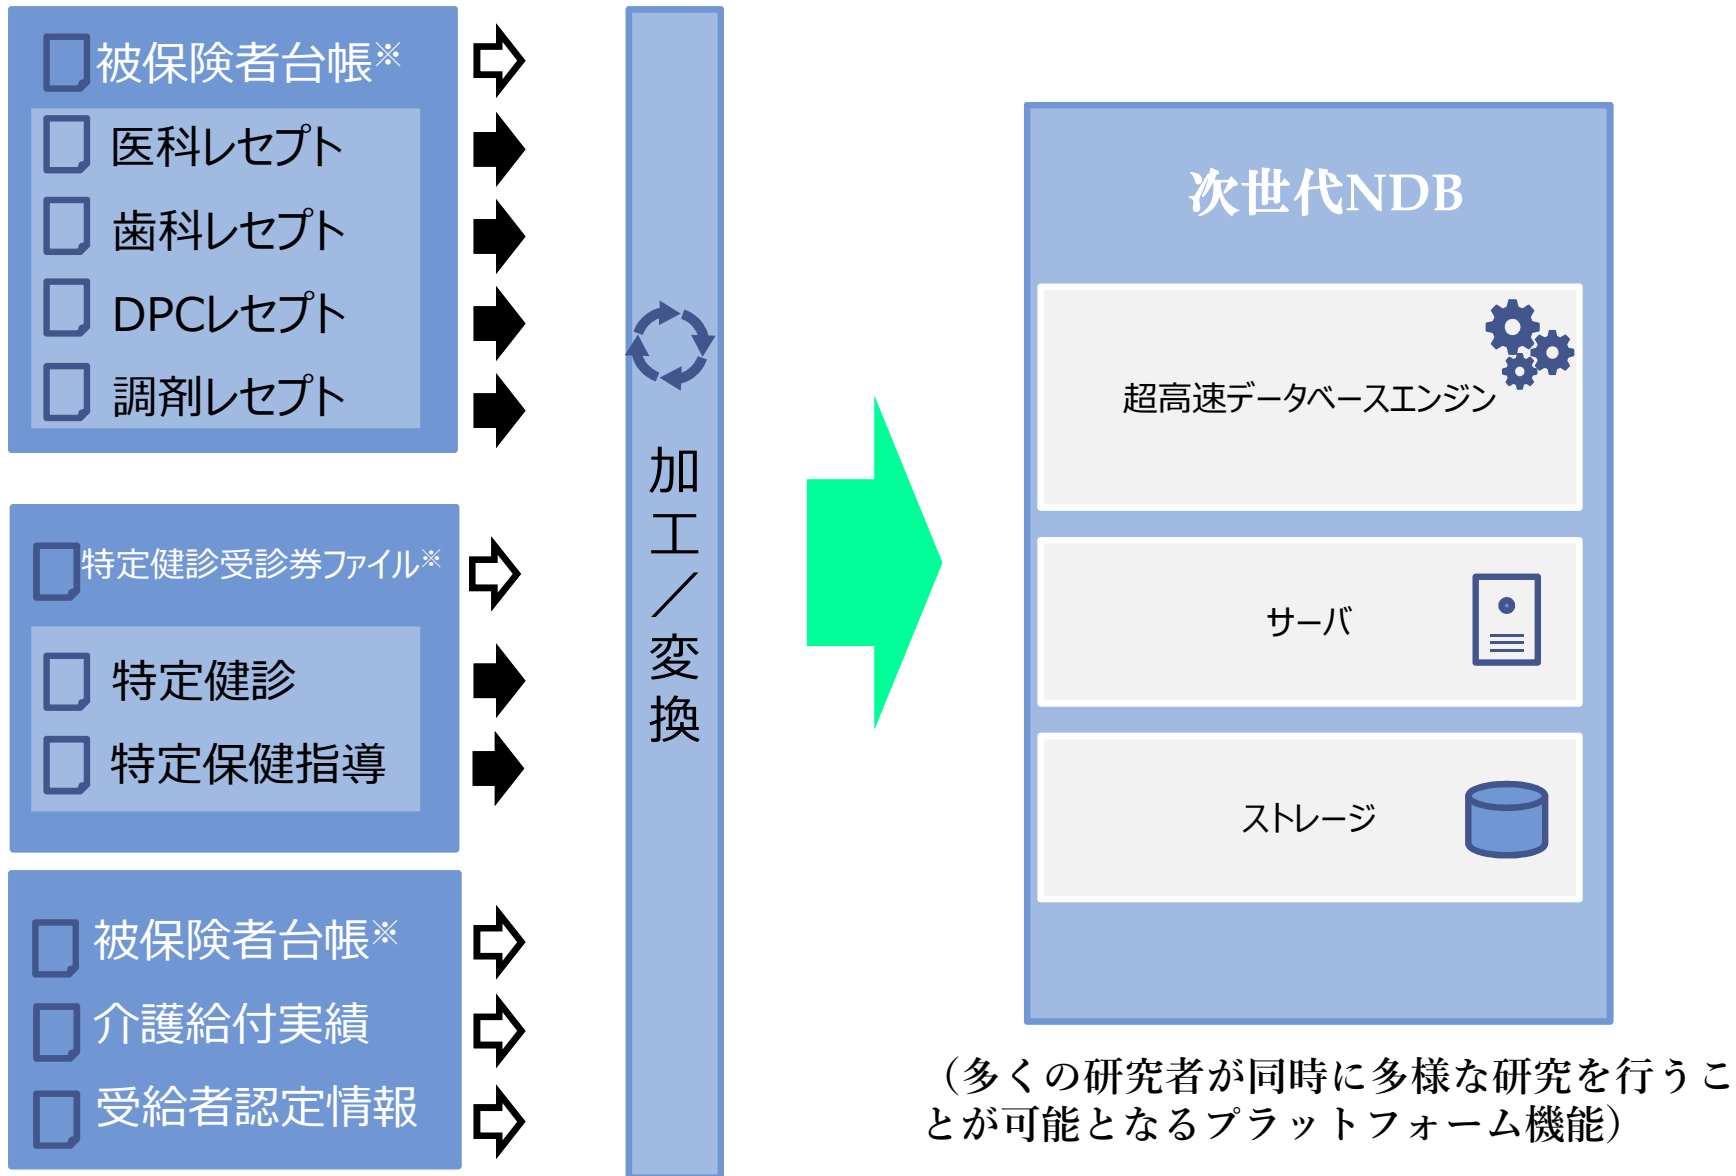 被保険者台帳※
医科レセプト
歯科レセプト
DPCレセプト
調剤レセプト
特定健診受診券ファイル※
特定健診
特定保健指導
被保険者台帳※
介護給付実績
受給者認定情報
加工／変換
次世代NDB
超高速データベースエンジン
サーバ
ストレージ
（多くの研究者が同時に多様な研究を行うこ
とが可能となるプラットフォーム機能）